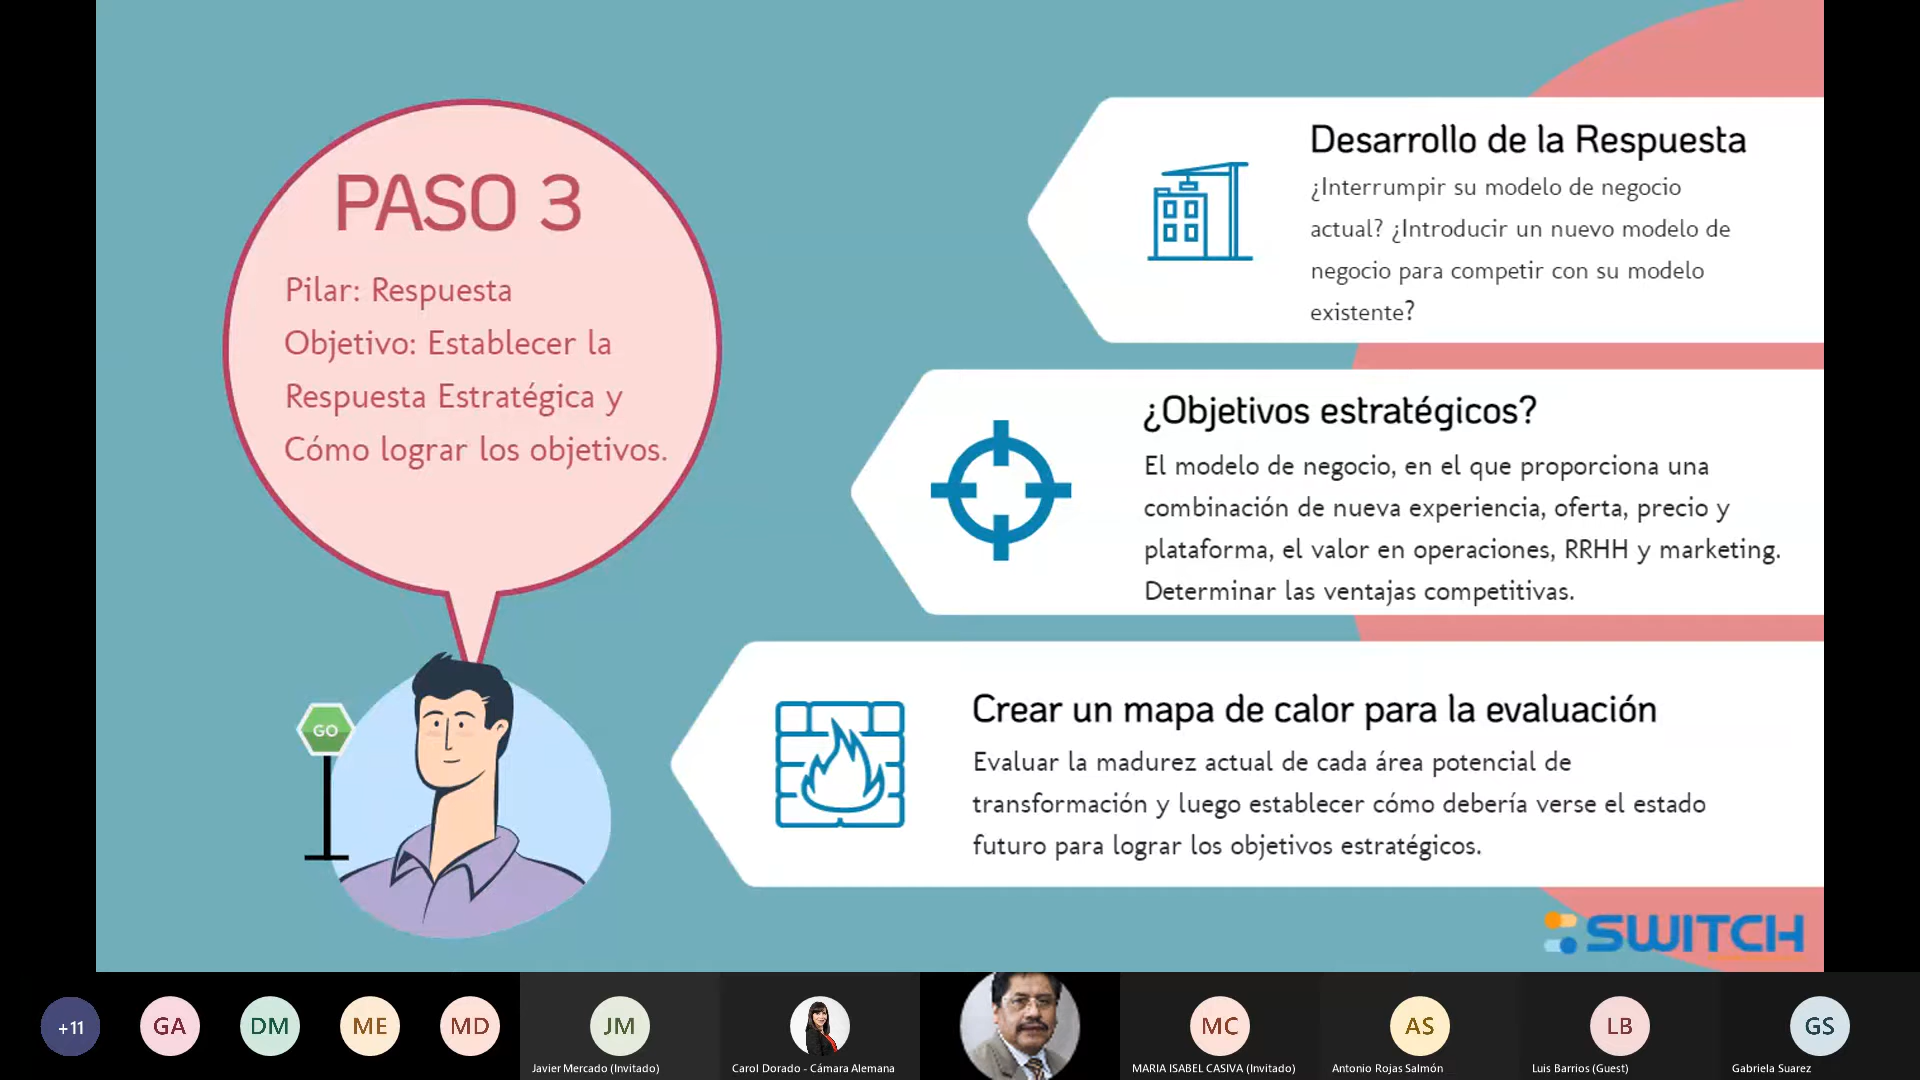 PASO 3
Pilar: Respuesta
Objetivo: Establecer la
Respuesta Estratégica y
Cómo lograr los objetivos.
GO
Desarrollo de la Respuesta
¿Interrumpir su modelo de negocio
actual? ¿Introducir un nuevo modelo de
negocio para competir con su modelo
existente?
¿Objetivos estratégicos?
El modelo de negocio, en el que proporciona una
combinación de nueva experiencia, oferta, precio y
plataforma, el valor en operaciones, RRHH y marketing.
Determinar las ventajas competitivas.
Crear un mapa de calor para la evaluación
Evaluar la madurez actual de cada área potencial de
transformación y luego establecer cómo debería verse el estado
futuro para lograr los objetivos estratégicos.
SWITCH
+11
GA
DM
ME
MD
JM
Javier Mercado (Invitado)
Carol Dorado - Cámara Alemana
MC
MARIA ISABEL CASIVA (Invitado)
AS
Antonio Rojas Salmón
LB
Luis Barrios (Guest)
GS
Gabriela Suarez